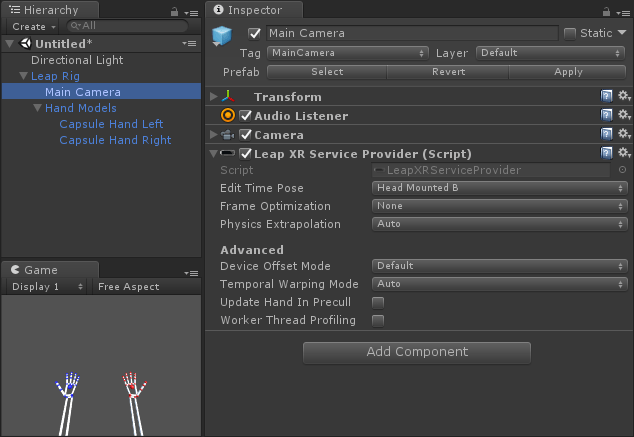 Hierarchy
Create
All
Untitled*
Directional Light
Leap Rig
Main Camera
Hand Models
Capsule Hand Left
Capsule Hand Right
Game
Display 1
Free Aspect
Inspector
Main Camera
Static
Tag MainCamera Layer Default
Prefab Select Revert Apply
Transform
Audio Listener
Camera
Leap XR Service Provider (Script)
Script LeapXRServiceProvider
Edit Time Pose Head Mounted B
Frame Optimization None
Physics Extrapolation Auto
Advanced
Device Offset Mode Default
Temporal Warping Mode Auto
Update Hand In Precull
Worker Thread Profiling
Add Component